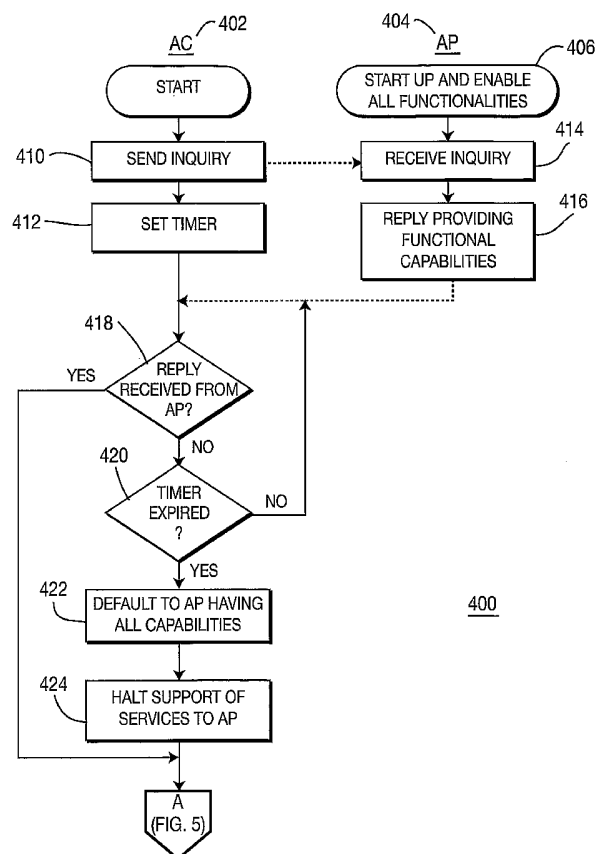 402
AC
404
AP
406
START
START UP AND ENABLE
ALL FUNCTIONALITIES
410
SEND INQUIRY
RECEIVE INQUIRY
414
412
SET TIMER
REPLY PROVIDING
FUNCTIONAL
CAPABILITIES
416
418
YES
REPLY
RECEIVED FROM
AP?
NO
420
TIMER
EXPIRED
?
NO
YES
422
DEFAULT TO AP HAVING
ALL CAPABILITIES
400
424
HALT SUPPORT OF
SERVICES TO AP
A
(FIG. 5)